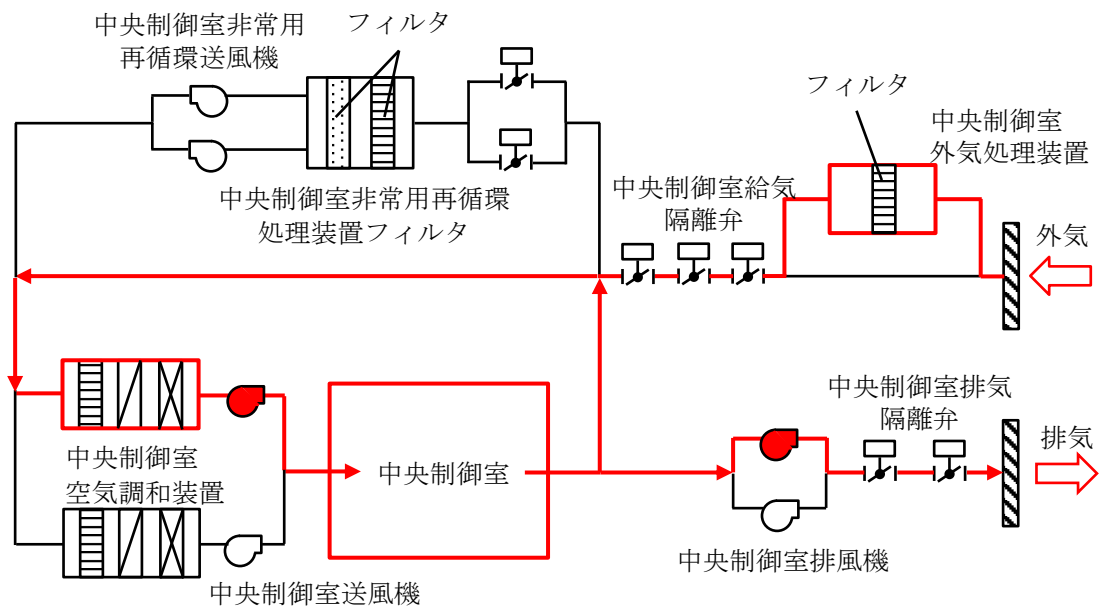 中央制御室非常用
再循環送風機
フィルタ
フィルタ
中央制御室
外気処理装置
中央制御室非常用再循環
処理装置フィルタ
中央制御室給気
隔離弁
外気
中央制御室
空気調和装置
中央制御室
中央制御室排気
隔離弁
排気
中央制御室排風機
中央制御室送風機